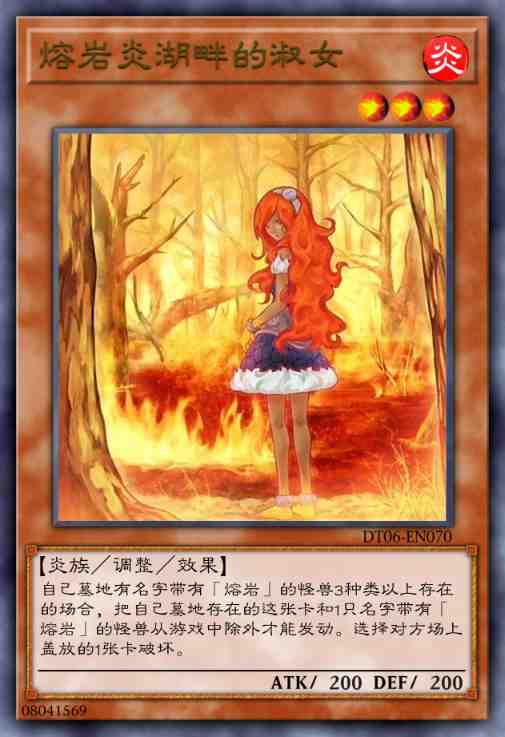 熔岩炎湖畔的淑女
炎
DT06-EN070
【炎族／调整／效果】
自己墓地有名字带有「熔岩」的怪兽3种类以上存在
的场合，把自己墓地存在的这张卡和1只名字带有「
熔岩」的怪兽从游戏中除外才能发动。选择对方场上
盖放的1张卡破坏。
ATK/ 200 DEF/ 200
08041569